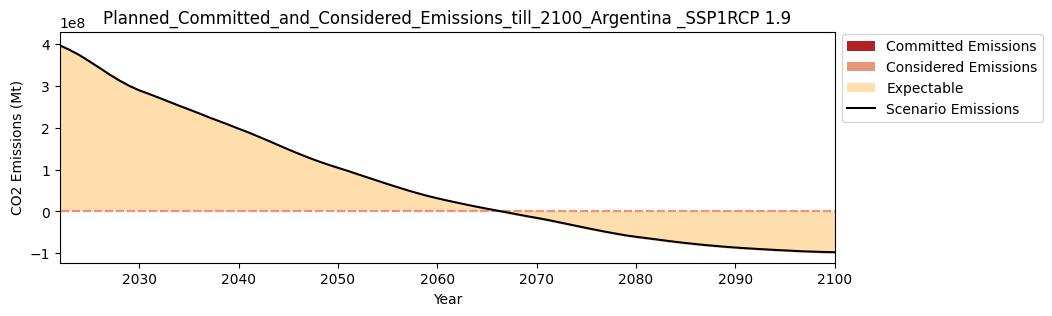 Planned_Committed_and_Considered_Emissions_till_2100_Argentina _SSP1RCP 1.9
1e8
4
3
2
1
0
−1
CO2 Emissions (Mt)
2030 2040 2050 2060 2070 2080 2090 2100
Year
Committed Emissions
Considered Emissions
Expectable
Scenario Emissions